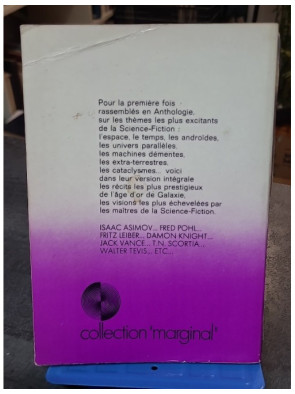 Pour la première fois
rassemblés en Anthologie,
sur les thèmes les plus excitants
de la Science-Fiction :
l'espace, le temps, les androïdes,
les univers parallèles,
les machines démentes,
les extra-terrestres,
les cataclysmes... voici
dans leur version intégrale
les récits les plus prestigieux
de l'âge d'or de Galaxie,
les visions les plus échevelées par
les maîtres de la Science-Fiction.
ISAAC ASIMOV... FRED POHL...
FRITZ LEIBER... DAMON KNIGHT...
JACK VANCE... T.N. SCORTIA...
WALTER TEVIS... ETC...
collection "marginal"